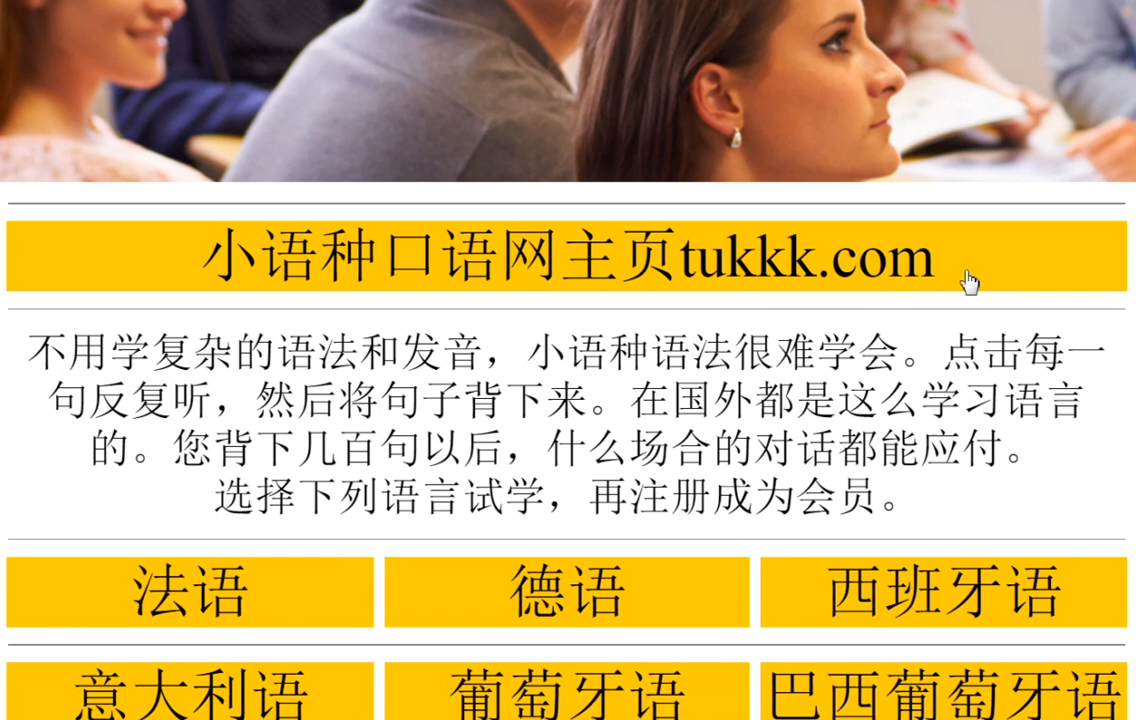 小语种口语网主页tukkk.com
不用学复杂的语法和发音，小语种语法很难学会。点击每一
句反复听，然后将句子背下来。在国外都是这么学习语言
的。您背下几百句以后，什么场合的对话都能应付。
选择下列语言试学，再注册成为会员。
法语
德语
西班牙语
意大利语
葡萄牙语
巴西葡萄牙语